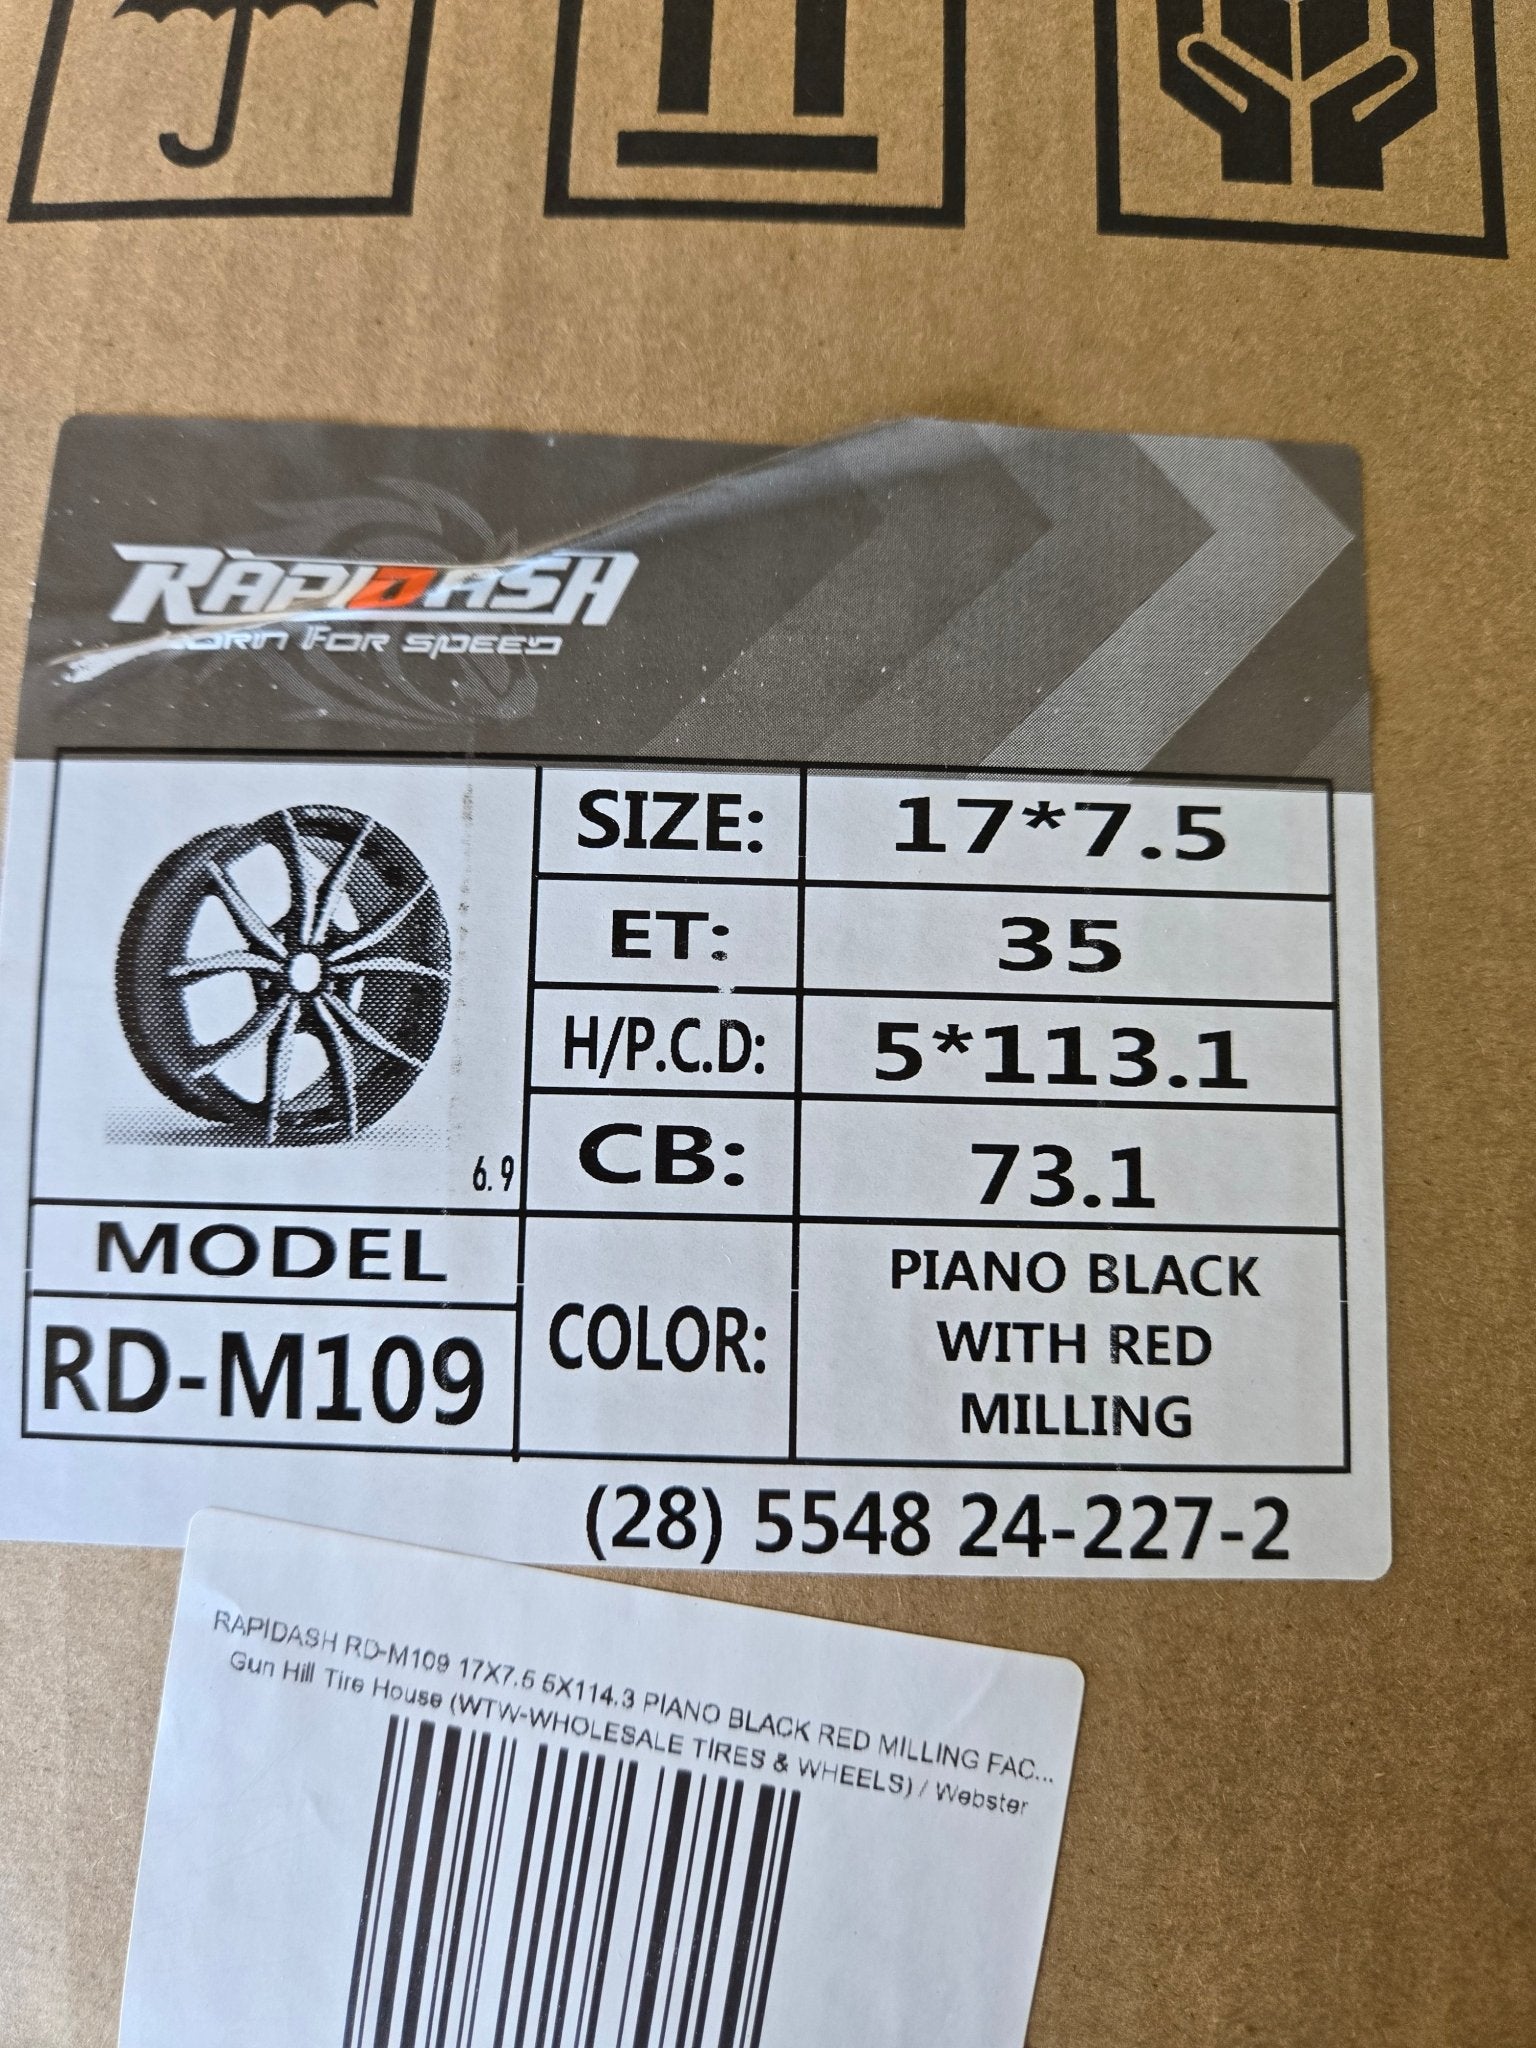 RAPIDASH
BORN FOR SPEED
SIZE: 17*7.5
ET: 35
H/P.C.D: 5*113.1
CB: 73.1
6.9
MODEL
RD-M109
COLOR: PIANO BLACK
WITH RED
MILLING
(28) 5548 24-227-2
RAPIDASH RD-M109 17X7.5 5X114.3 PIANO BLACK RED MILLING FAC...
Gun Hill Tire House (WTW-WHOLESALE TIRES & WHEELS) / Webster